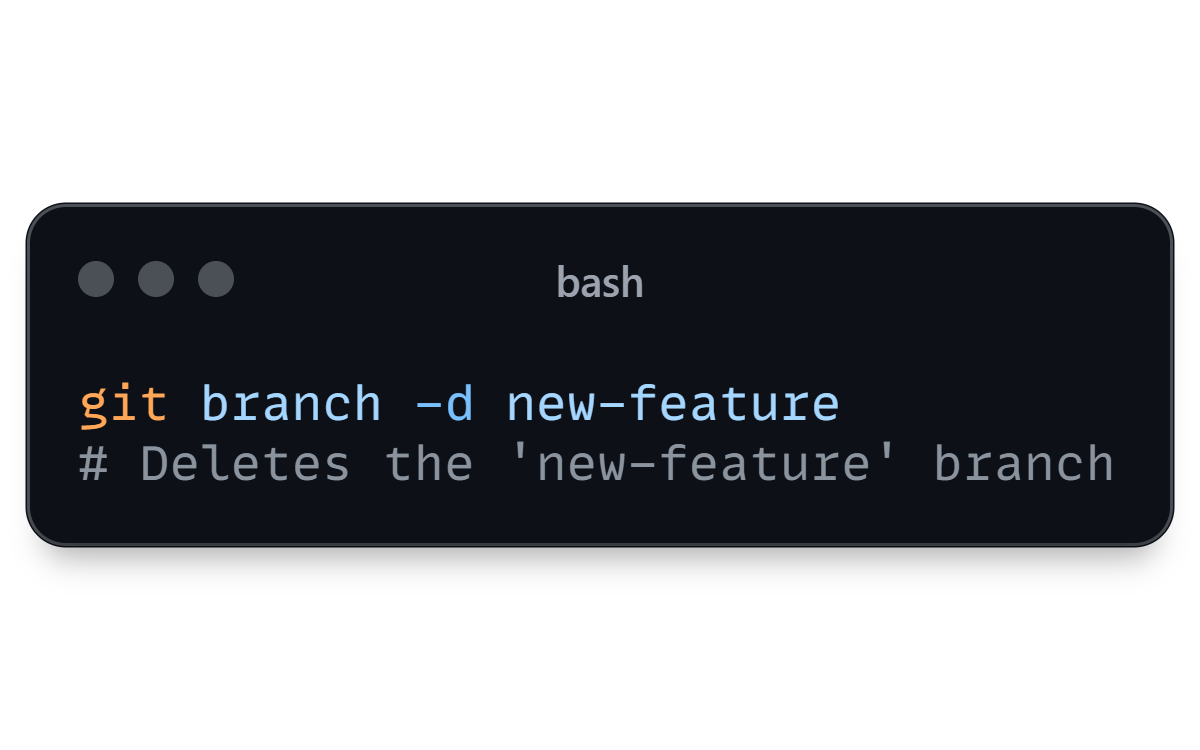 bash
git branch -d new-feature
# Deletes the 'new-feature' branch